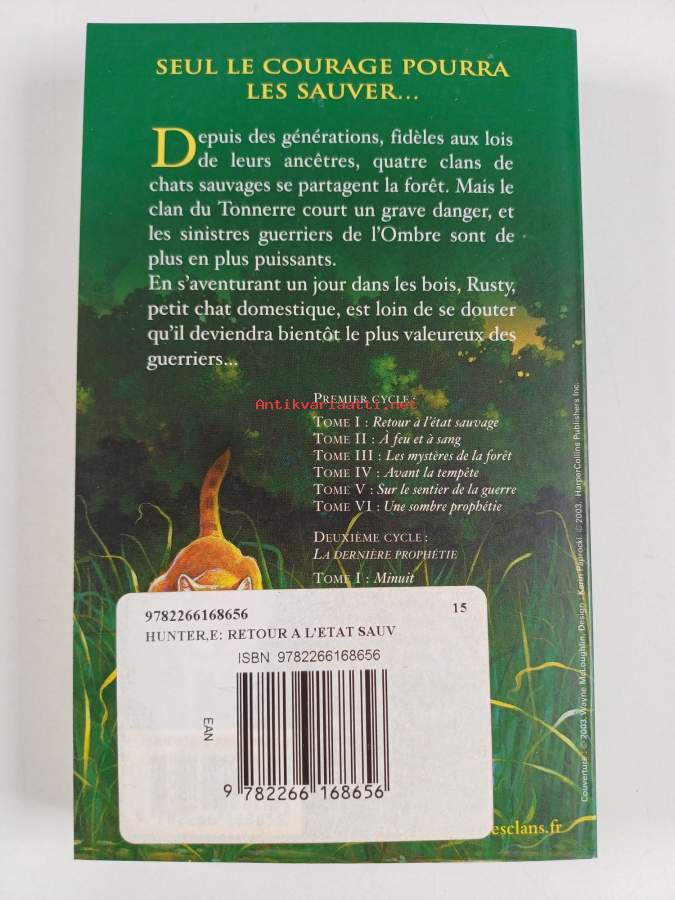 SEUL LE COURAGE POURRA
LES SAUVER...
Depuis des générations, fidèles aux lois
de leurs ancêtres, quatre clans de
chats sauvages se partagent la forêt. Mais le
clan du Tonnerre court un grave danger, et
les sinistres guerriers de l'Ombre sont de
plus en plus puissants.
En s'aventurant un jour dans les bois, Rusty,
petit chat domestique, est loin de se douter
qu'il deviendra bientôt le plus valeureux des
guerriers...
PREMIER CYCLE :
Antikvariaatti.net
TOME I : Retour à l'état sauvage
TOME II : À feu et à sang
TOME III : Les mystères de la forêt
TOME IV : Avant la tempête
TOME V : Sur le sentier de la guerre
TOME VI : Une sombre prophétie
DEUXIÈME CYCLE :
LA DERNIÈRE PROPHÉTIE
TOME I : Minuit
9782266168656 15
HUNTER,E: RETOUR A L'ETAT SAUV
ISBN 9782266168656
EAN
9 782266 168656
esclans.fr
Couverture : © 2003 Wayne McLoughlin. Design : Karin Paprocki. © 2003, HarperCollins Publishers Inc.